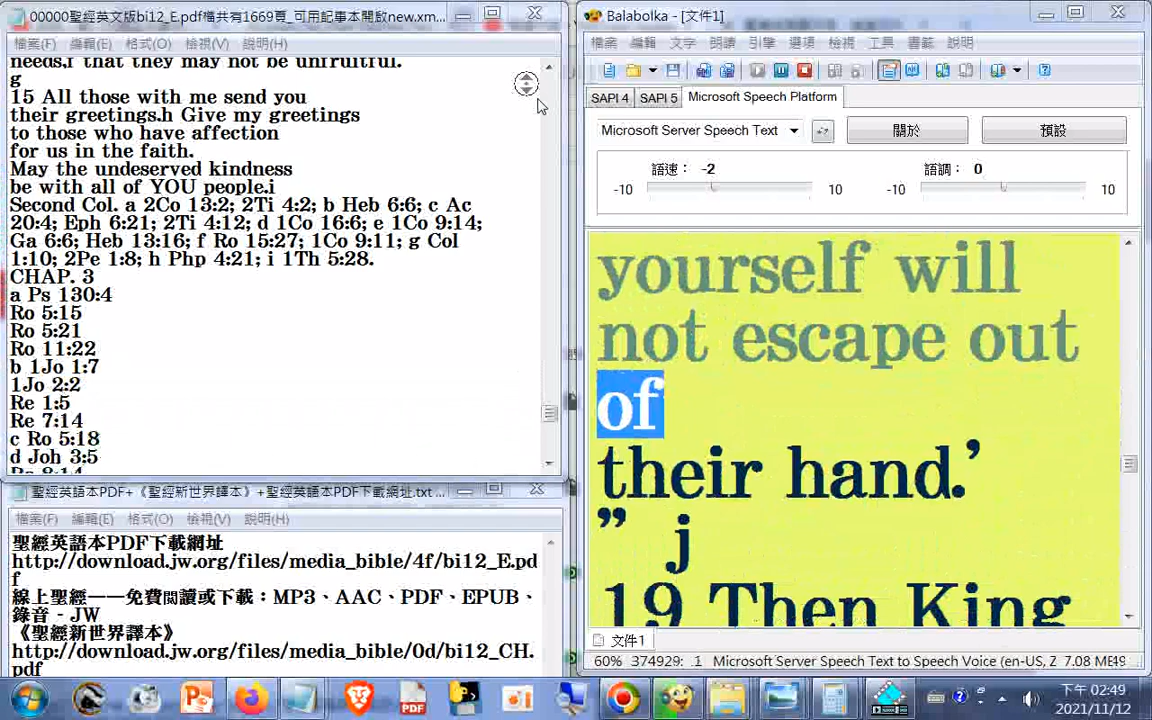 00000聖經英文版bi12_E.pdf檔共有1669頁_可用記事本開啟new.xm...
檔案(F) 編輯(E) 格式(O) 檢視(V) 說明(H)
needs,r that they may not be unfruitful.
g
15 All those with me send you
their greetings.h Give my greetings
to those who have affection
for us in the faith.
May the undeserved kindness
be with all of YOU people.i
Second Col. a 2Co 13:2; 2Ti 4:2; b Heb 6:6; c Ac
20:4; Eph 6:21; 2Ti 4:12; d 1Co 16:6; e 1Co 9:14;
Ga 6:6; Heb 13:16; f Ro 15:27; 1Co 9:11; g Col
1:10; 2Pe 1:8; h Php 4:21; i 1Th 5:28.
CHAP. 3
a Ps 130:4
Ro 5:15
Ro 5:21
Ro 11:22
b 1Jo 1:7
1Jo 2:2
Re 1:5
Re 7:14
c Ro 5:18
d Joh 3:5
聖經英語本PDF+《聖經新世界譯本》+聖經英語本PDF下載網址.txt ...
檔案(F) 編輯(E) 格式(O) 檢視(V) 說明(H)
聖經英語本PDF下載網址
http://download.jw.org/files/media_bible/4f/bi12_E.pd
f
線上聖經——免費閱讀或下載：MP3、AAC、PDF、EPUB、
錄音 - JW
《聖經新世界譯本》
http://download.jw.org/files/media_bible/0d/bi12_CH.
pdf
Balabolka - [文件1]
檔案 編輯 文字 朗讀 引擎 選項 檢視 工具 書籤 說明
SAPI 4 SAPI 5 Microsoft Speech Platform
Microsoft Server Speech Text 關於 預設
語速： -2 語調： 0
-10 10 -10 10
yourself will
not escape out
of
their hand.’
” j
19 Then King
文件1
60% 374929: 1 Microsoft Server Speech Text to Speech Voice (en-US, Z 7.08 ME
下午 02:49
2021/11/12